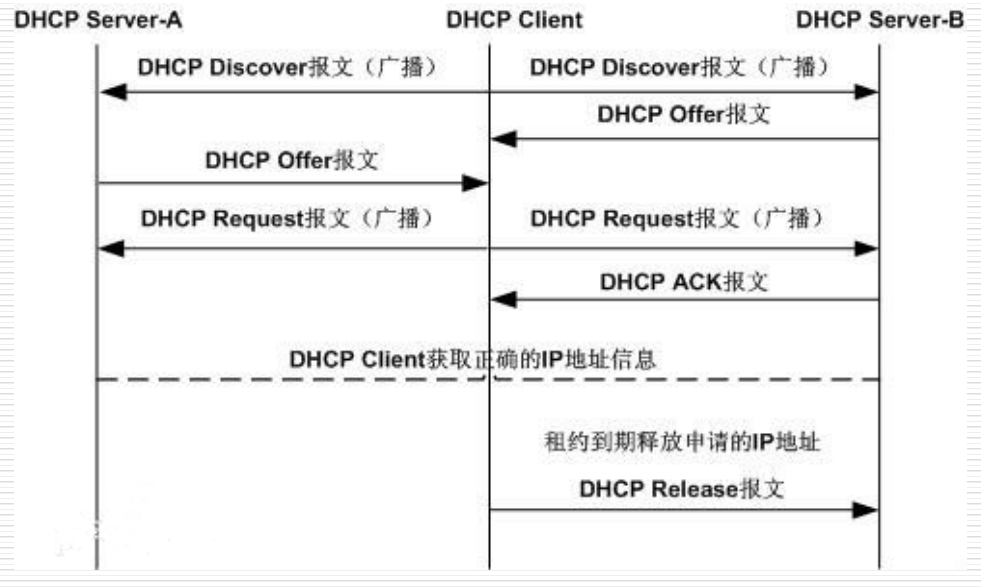 DHCP Server-A DHCP Client DHCP Server-B
DHCP Discover报文（广播） DHCP Discover报文（广播）
DHCP Offer报文
DHCP Offer报文
DHCP Request报文（广播） DHCP Request报文（广播）
DHCP ACK报文
DHCP Client获取正确的IP地址信息
租约到期释放申请的IP地址
DHCP Release报文